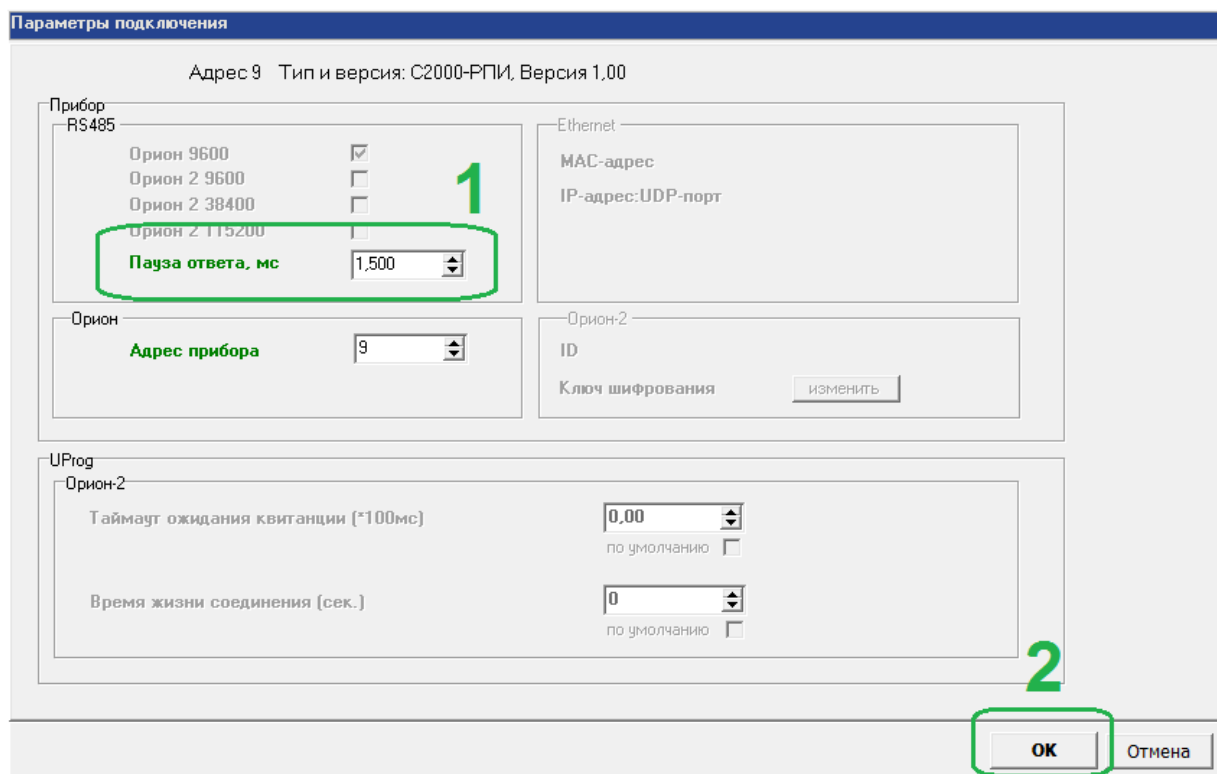 Параметры подключения
Адрес 9 Тип и версия: С2000-РПИ, Версия 1,00
Прибор
RS485
Орион 9600
Орион 2 9600
Орион 2 38400
Орион 2 115200
Пауза ответа, мс 1,500
1
Ethernet
MAC-адрес
IP-адрес:UDP-порт
Орион
Адрес прибора 9
Орион-2
ID
Ключ шифрования изменить
UProg
Орион-2
Таймаут ожидания квитанции (*100мс) 0,00
по умолчанию
Время жизни соединения (сек.) 0
по умолчанию
2
ОК Отмена